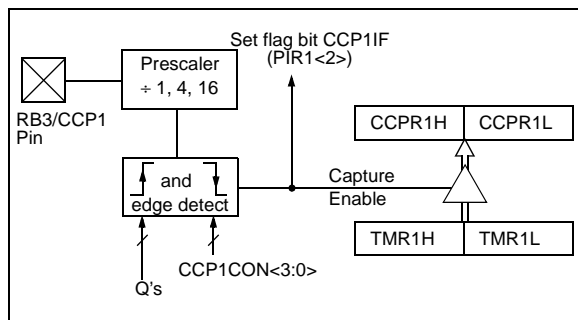 Set flag bit CCP1IF
(PIR1<2>)
Prescaler
÷ 1, 4, 16
RB3/CCP1
Pin
CCPR1H
CCPR1L
and
edge detect
Capture
Enable
TMR1H
TMR1L
CCP1CON<3:0>
Q's